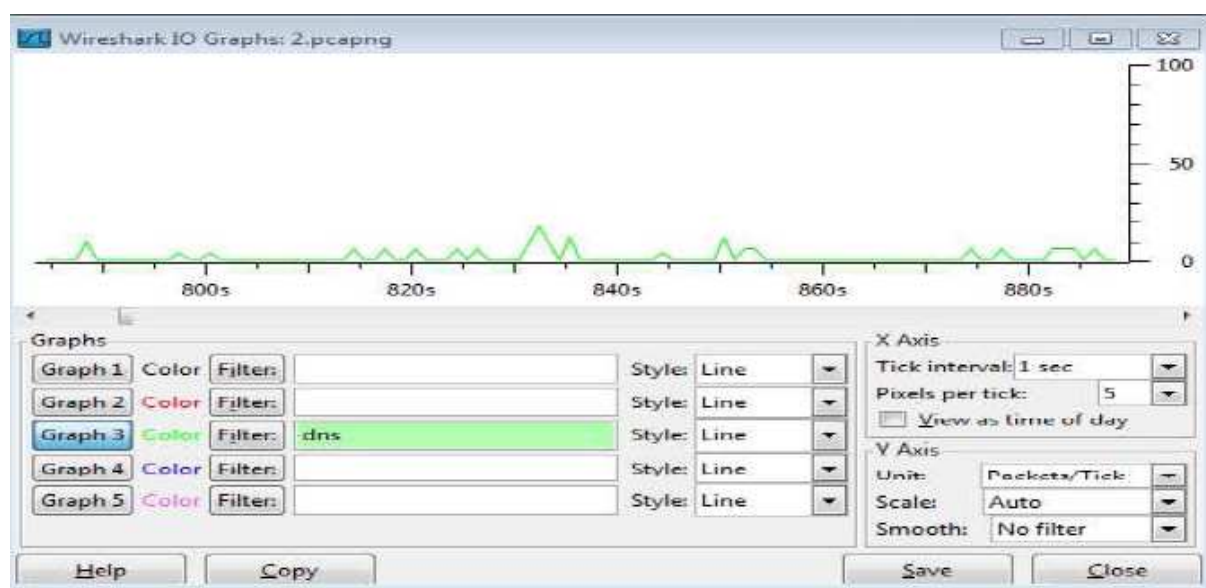 Wireshark IO Graphs: 2.pcapng
100
50
0
800s 820s 840s 860s 880s
Graphs
Graph 1 Color Filter: Style: Line
Graph 2 Color Filter: Style: Line
Graph 3 Color Filter: dns Style: Line
Graph 4 Color Filter: Style: Line
Graph 5 Color Filter: Style: Line
X Axis
Tick interval: 1 sec
Pixels per tick: 5
View as time of day
Y Axis
Unit: Packets/Tick
Scale: Auto
Smooth: No filter
Help Copy Save Close